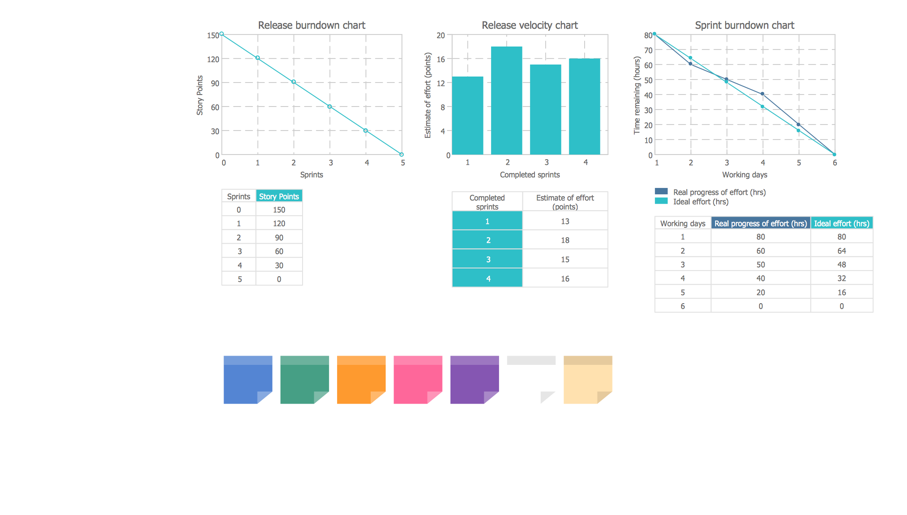 Release burndown chart
150
120
90
60
30
0
Story Points
0 1 2 3 4 5
Sprints
Sprints Story Points
0 150
1 120
2 90
3 60
4 30
5 0
Release velocity chart
20
16
12
8
4
0
Estimate of effort (points)
1 2 3 4
Completed sprints
Completed sprints Estimate of effort (points)
1 13
2 18
3 15
4 16
Sprint burndown chart
80
70
60
50
40
30
20
10
0
Time remaining (hours)
1 2 3 4 5 6
Working days
Real progress of effort (hrs)
Ideal effort (hrs)
Working days Real progress of effort (hrs) Ideal effort (hrs)
1 80 80
2 60 64
3 50 48
4 40 32
5 20 16
6 0 0